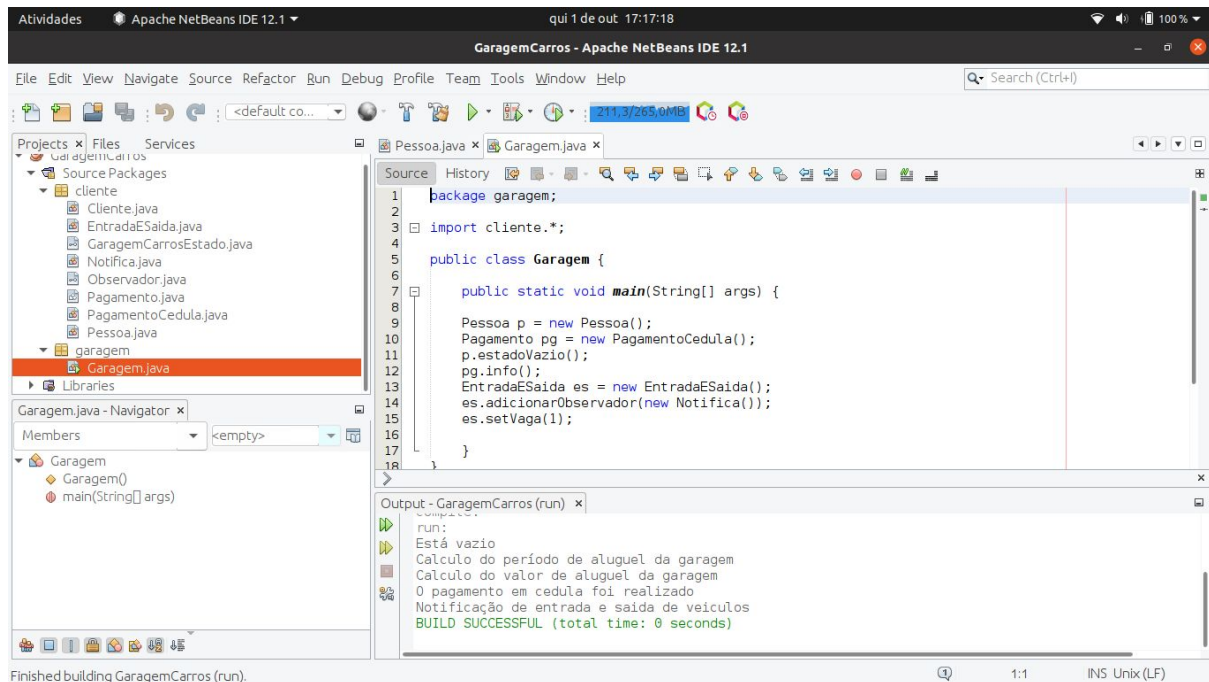 Atividades Apache NetBeans IDE 12.1 qui 1 de out 17:17:18 100 %
GaragemCarros - Apache NetBeans IDE 12.1
File Edit View Navigate Source Refactor Run Debug Profile Team Tools Window Help Search (Ctrl+I)
<default co... 211,3/265,0MB
Projects Files Services
GaragemCarros
Source Packages
cliente
Cliente.java
EntradaESaida.java
GaragemCarrosEstado.java
Notifica.java
Observador.java
Pagamento.java
PagamentoCedula.java
Pessoa.java
garagem
Garagem.java
Libraries
Garagem.java - Navigator
Members <empty>
Garagem
Garagem()
main(String[] args)
Pessoa.java Garagem.java
Source History
1 package garagem;
2
3 import cliente.*;
4
5 public class Garagem {
6
7 public static void main(String[] args) {
8
9 Pessoa p = new Pessoa();
10 Pagamento pg = new PagamentoCedula();
11 p.estadoVazio();
12 pg.info();
13 EntradaESaida es = new EntradaESaida();
14 es.adicionarObservador(new Notifica());
15 es.setVaga(1);
16
17 }
18 }
Output - GaragemCarros (run)
compile:
run:
Está vazio
Calculo do período de aluguel da garagem
Calculo do valor de aluguel da garagem
O pagamento em cedula foi realizado
Notificação de entrada e saida de veiculos
BUILD SUCCESSFUL (total time: 0 seconds)
Finished building GaragemCarros (run). 1 1:1 INS Unix (LF)